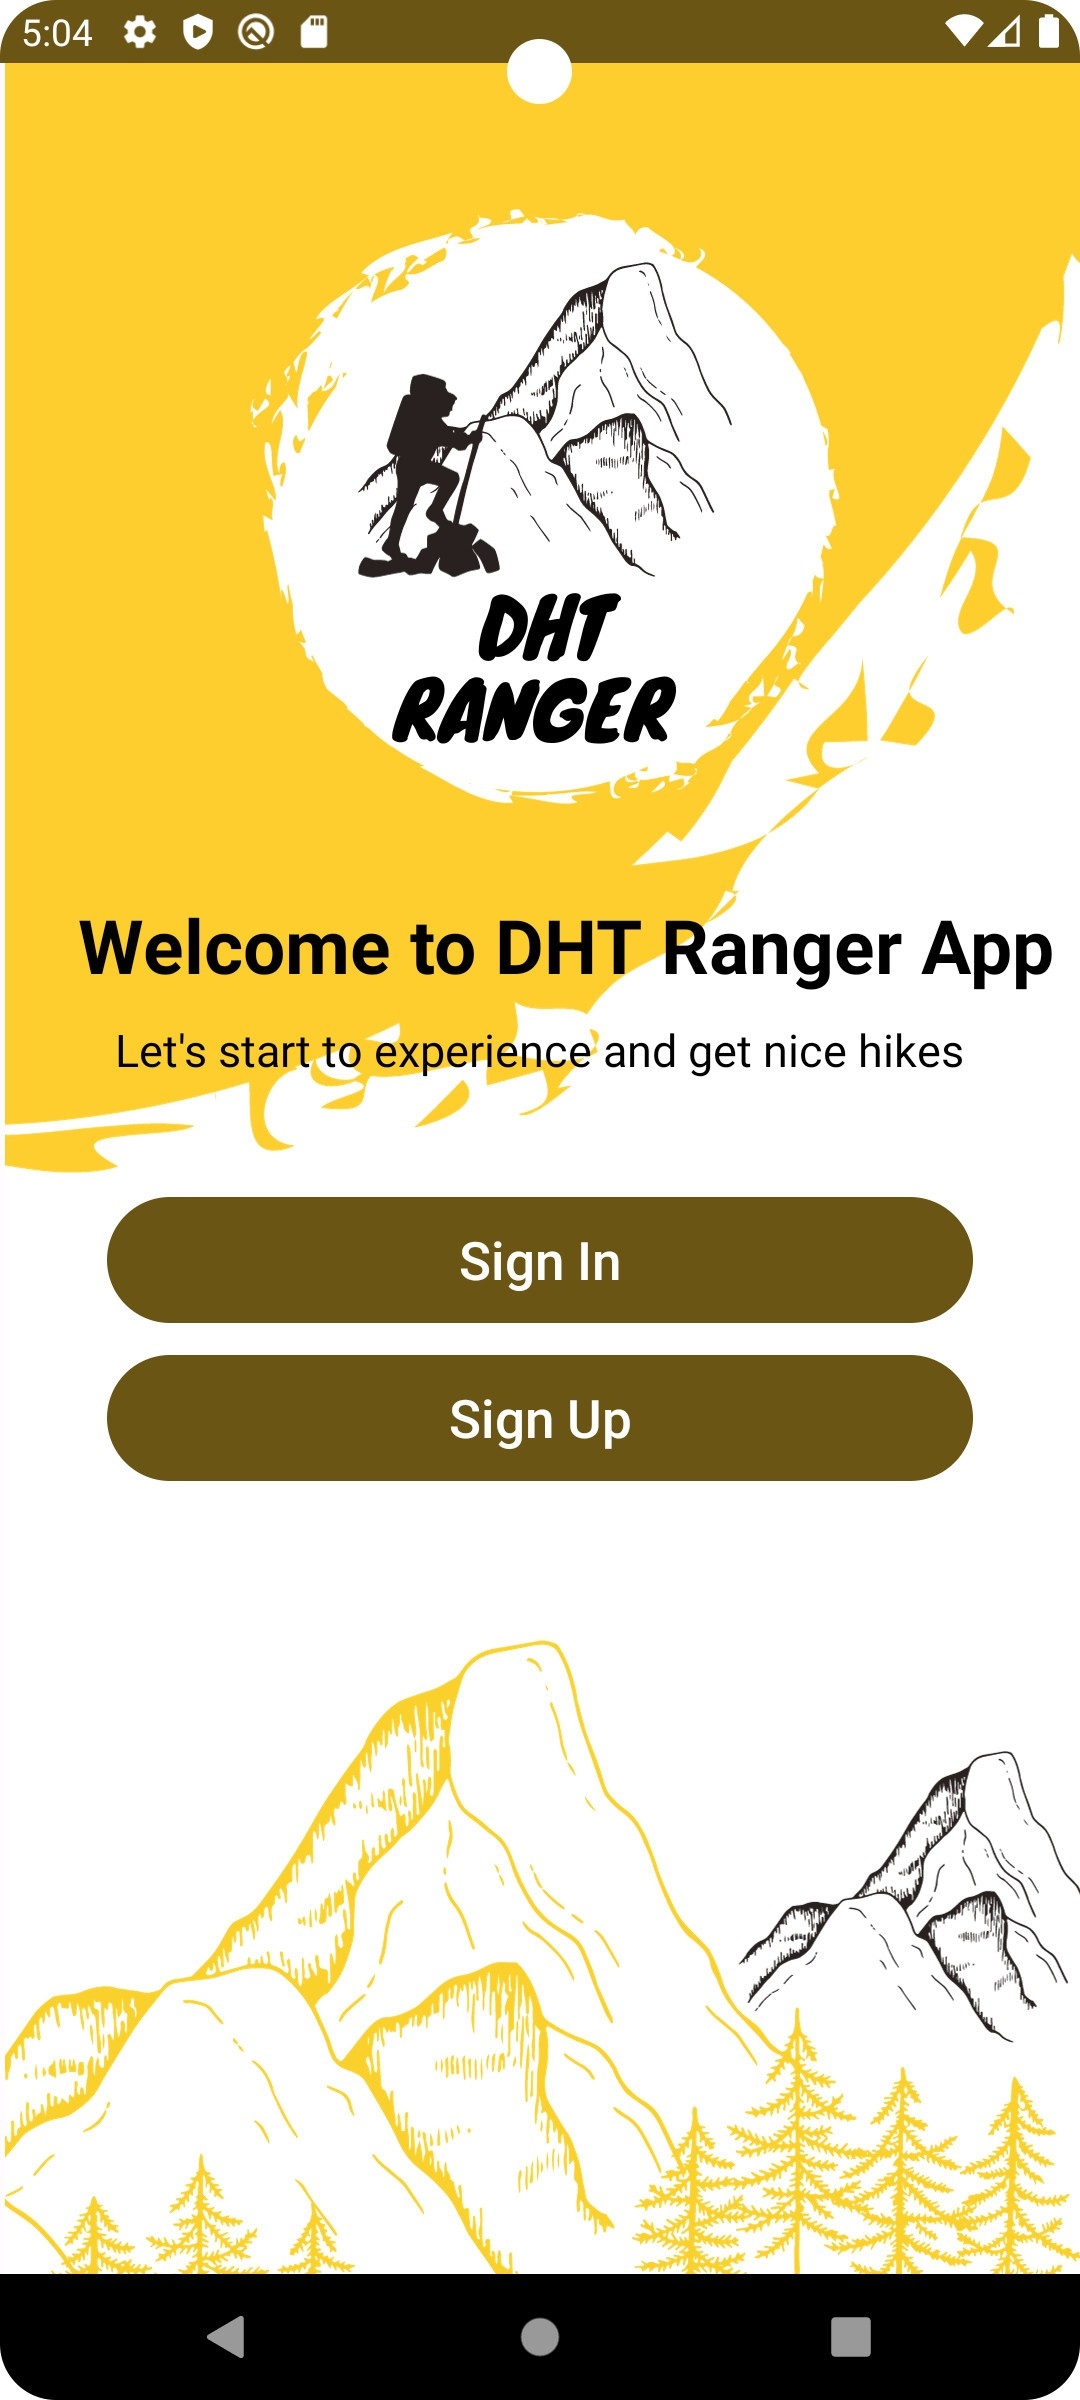 5:04
DHT
RANGER
Welcome to DHT Ranger App
Let's start to experience and get nice hikes
Sign In
Sign Up